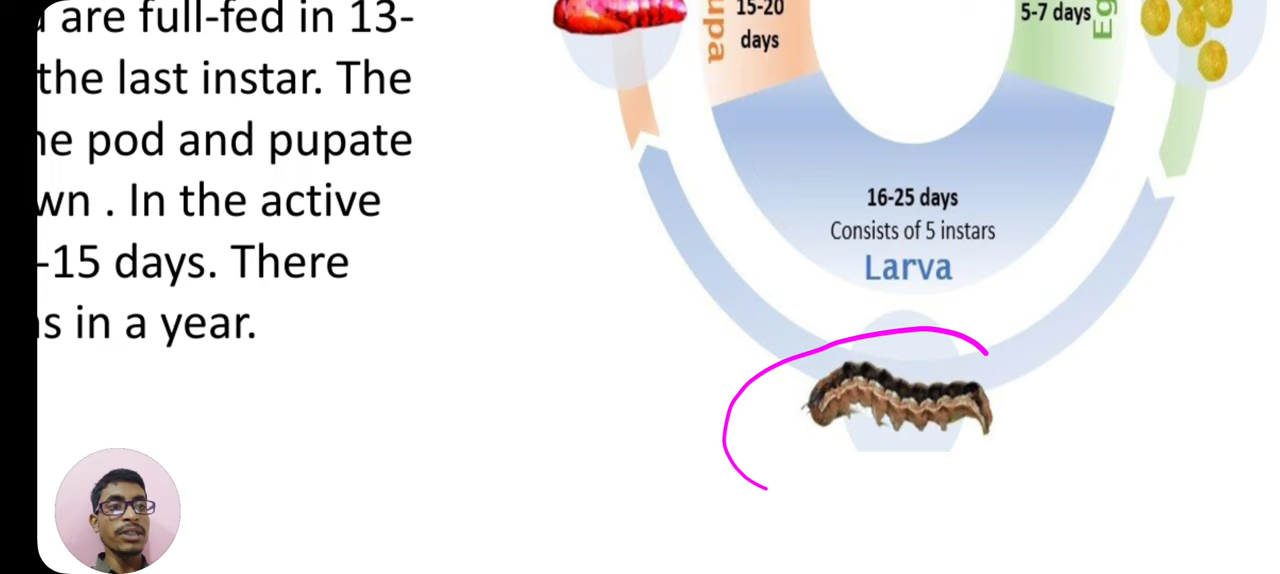 are full-fed in 13-
the last instar. The
pod and pupate
. In the active
-15 days. There
in a year.
15-20
days
5-7 days
16-25 days
Consists of 5 instars
Larva